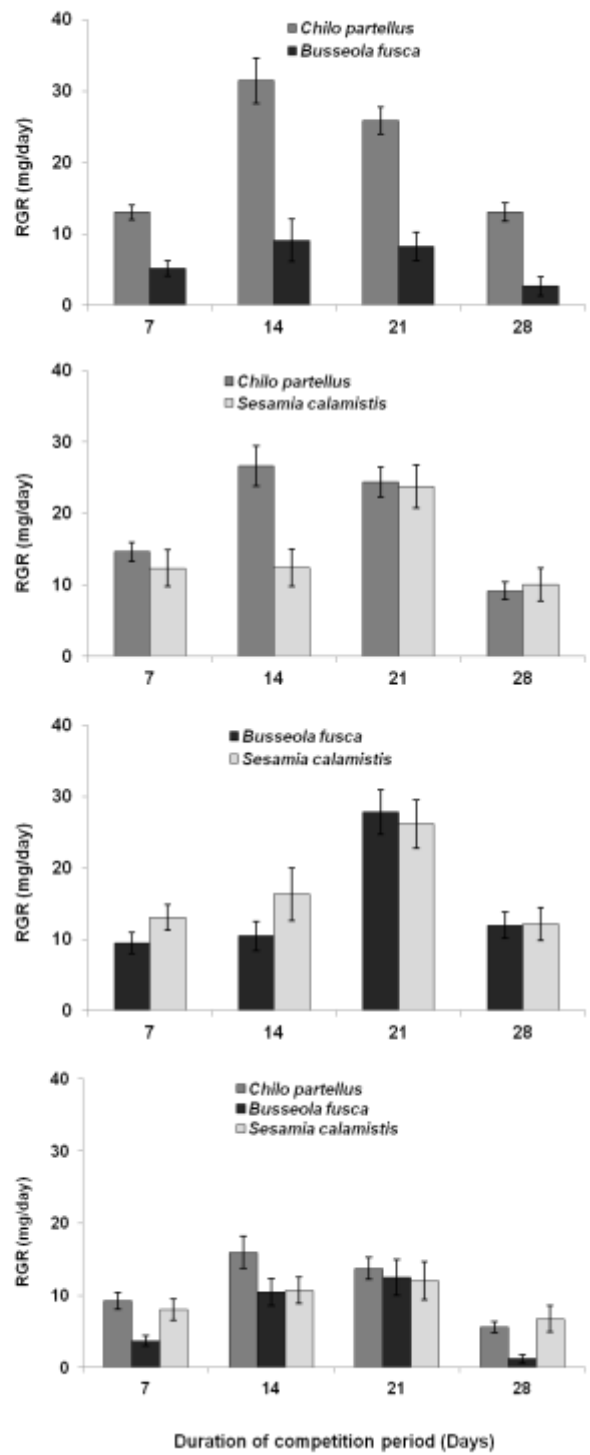 40
30
20
10
0
RGR (mg/day)
Chilo partellus
Busseola fusca
7 14 21 28
40
30
20
10
0
RGR (mg/day)
Chilo partellus
Sesamia calamistis
7 14 21 28
40
30
20
10
0
RGR (mg/day)
Busseola fusca
Sesamia calamistis
7 14 21 28
40
30
20
10
0
RGR (mg/day)
Chilo partellus
Busseola fusca
Sesamia calamistis
7 14 21 28
Duration of competition period (Days)